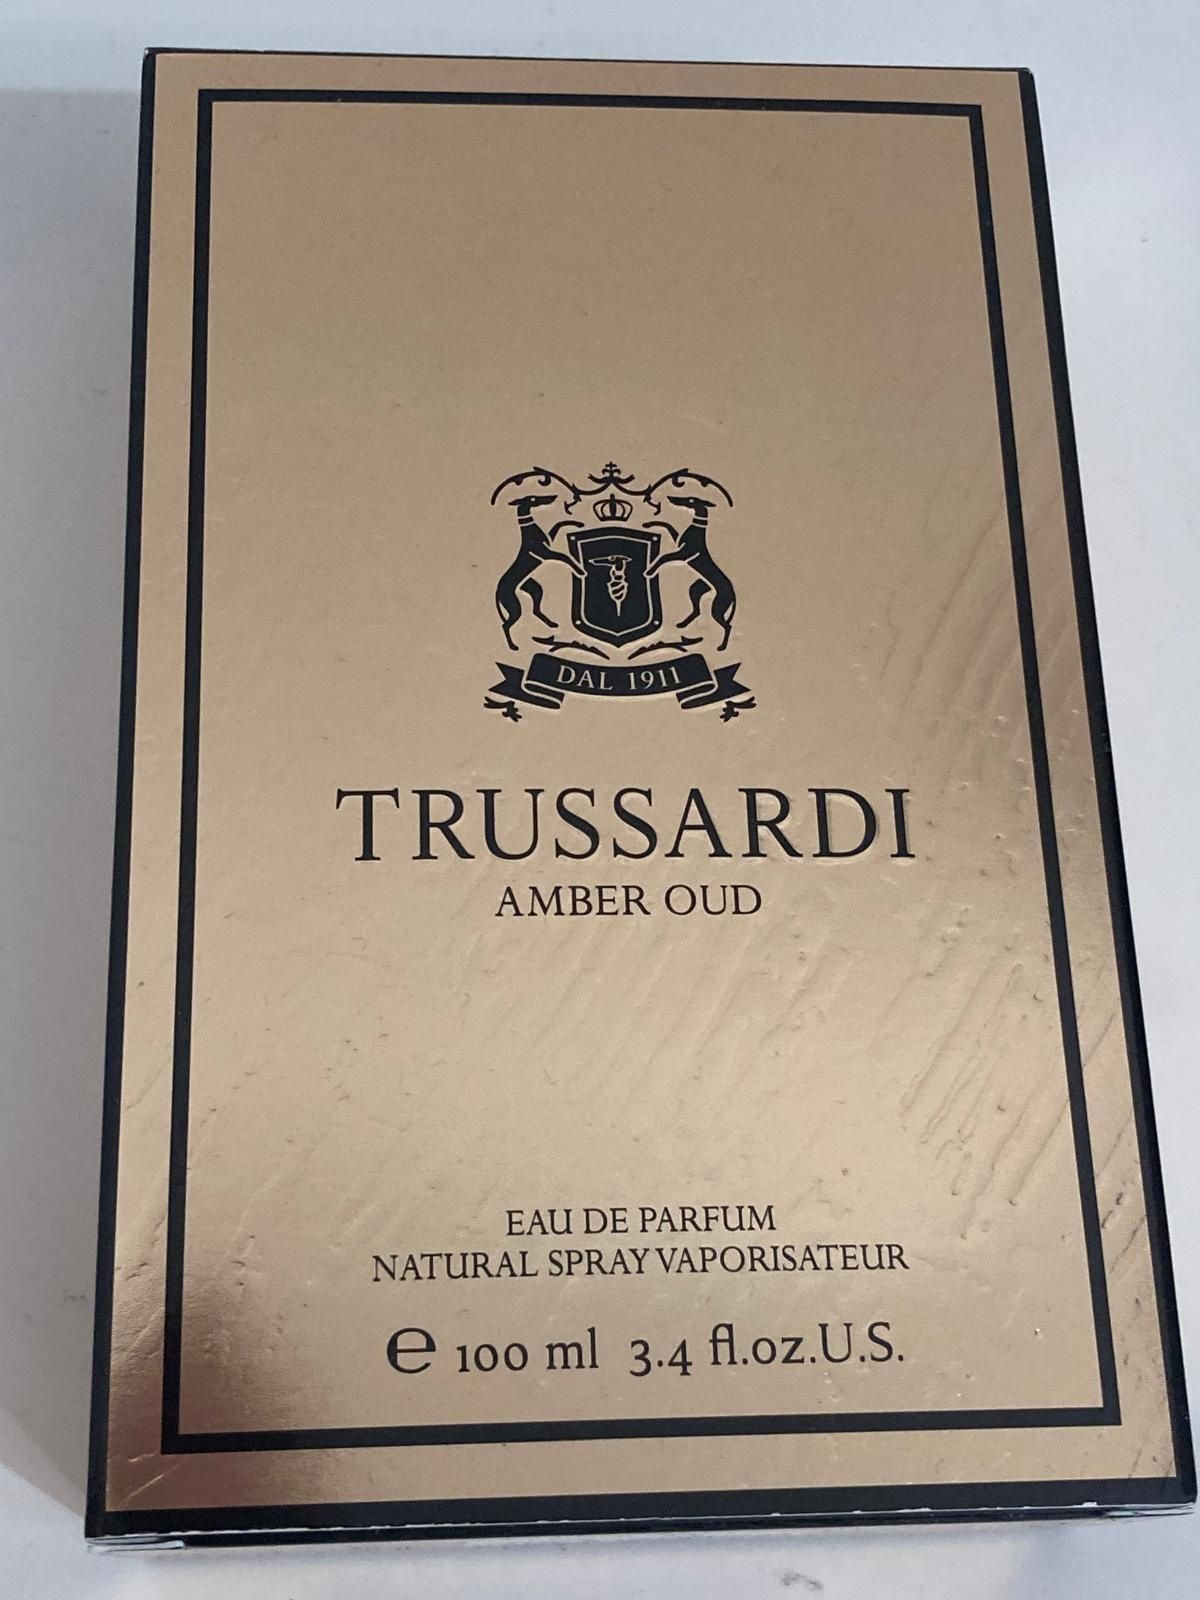 DAL 1911
TRUSSARDI
AMBER OUD
EAU DE PARFUM
NATURAL SPRAY VAPORISATEUR
℮ 100 ml 3.4 fl.oz.U.S.